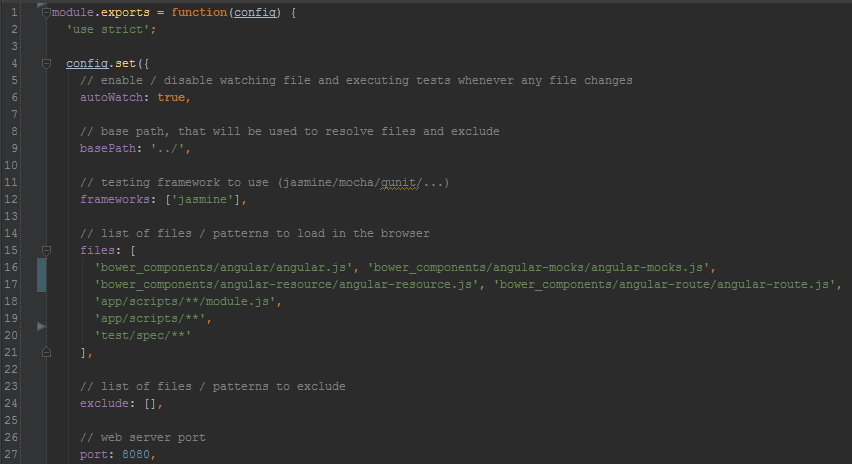 1 module.exports = function(config) {
2 'use strict';
3
4 config.set({
5 // enable / disable watching file and executing tests whenever any file changes
6 autoWatch: true,
7
8 // base path, that will be used to resolve files and exclude
9 basePath: '../',
10
11 // testing framework to use (jasmine/mocha/qunit/...)
12 frameworks: ['jasmine'],
13
14 // list of files / patterns to load in the browser
15 files: [
16 'bower_components/angular/angular.js', 'bower_components/angular-mocks/angular-mocks.js',
17 'bower_components/angular-resource/angular-resource.js', 'bower_components/angular-route/angular-route.js',
18 'app/scripts/**/module.js',
19 'app/scripts/**',
20 'test/spec/**'
21 ],
22
23 // list of files / patterns to exclude
24 exclude: [],
25
26 // web server port
27 port: 8080,